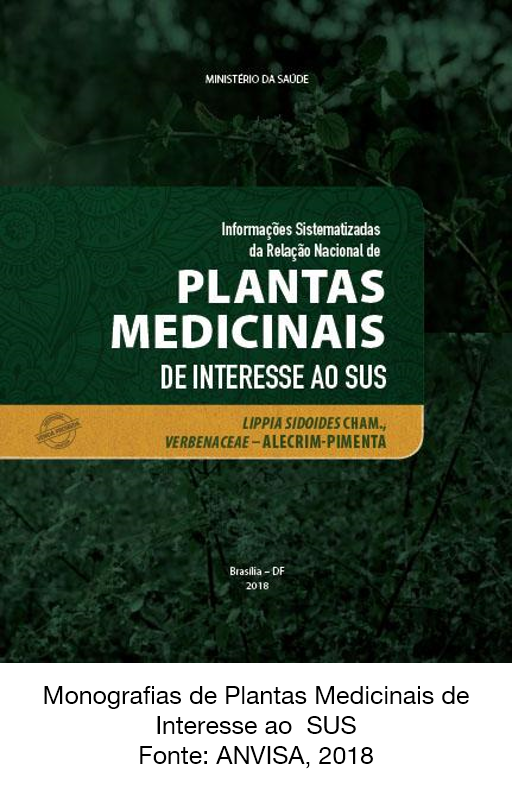 MINISTÉRIO DA SAÚDE
Informações Sistematizadas
da Relação Nacional de
PLANTAS
MEDICINAIS
DE INTERESSE AO SUS
LIPPIA SIDOIDES CHAM.,
VERBENACEAE – ALECRIM-PIMENTA
Brasília – DF
2018
Monografias de Plantas Medicinais de
Interesse ao SUS
Fonte: ANVISA, 2018